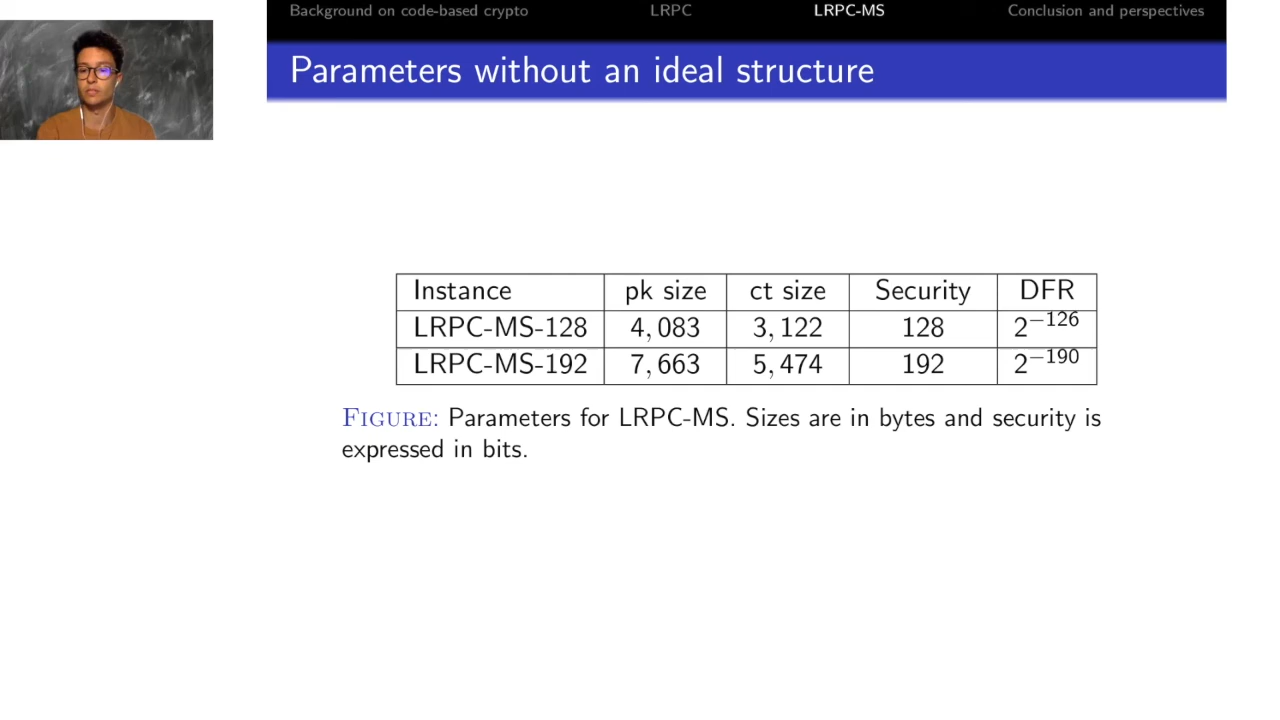 Background on code-based crypto LRPC LRPC-MS Conclusion and perspectives
Parameters without an ideal structure
Instance pk size ct size Security DFR
LRPC-MS-128 4,083 3,122 128 2^{-126}
LRPC-MS-192 7,663 5,474 192 2^{-190}
FIGURE: Parameters for LRPC-MS. Sizes are in bytes and security is
expressed in bits.